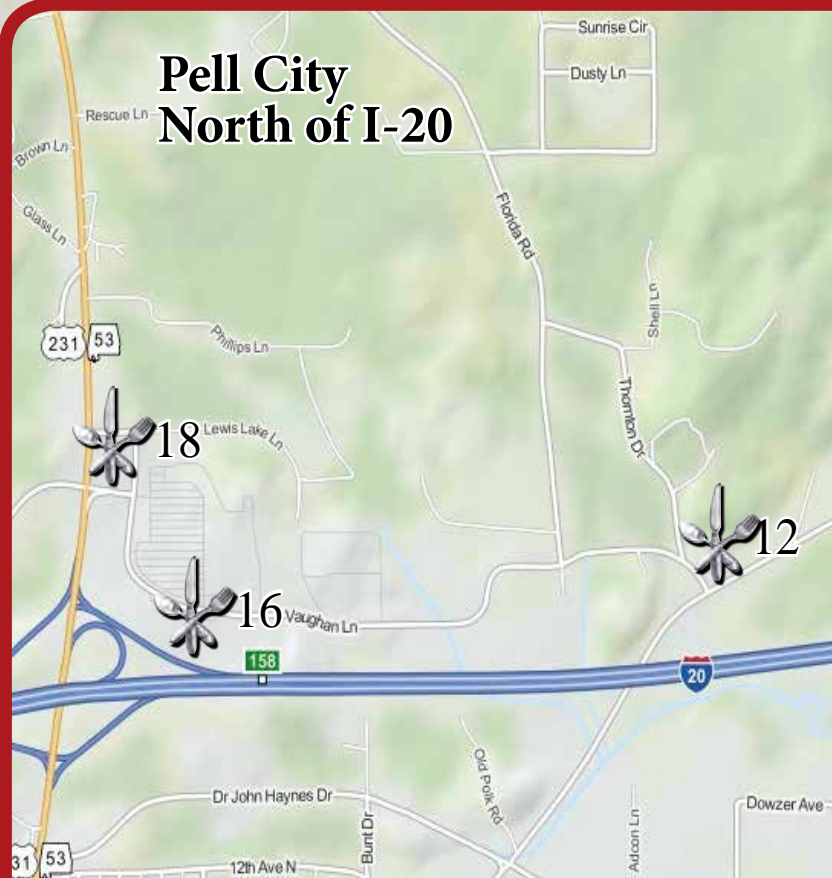 Sunrise Cir
Pell City
Dusty Ln
Rescue Ln
North of I-20
Brown Ln
Glass Ln
Florida Rd
Shell Ln
231
53
Phillips Ln
Thornton Dr
18
Lewis Lake Ln
12
16
Vaughan Ln
158
20
Old Polk Rd
Dr John Haynes Dr
Dowzer Ave
Bunt Dr
Adcon Ln
31
53
12th Ave N